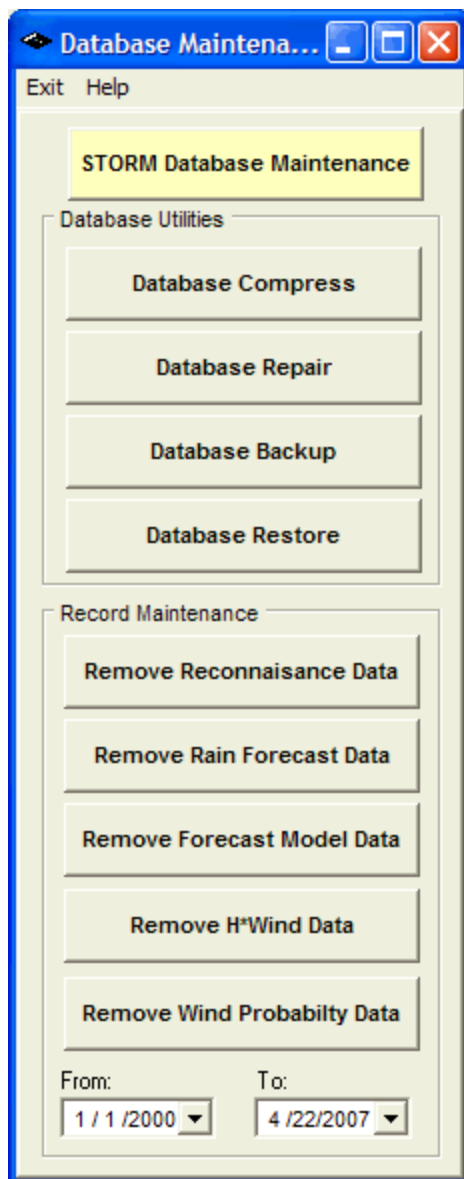 Database Maintena...
Exit Help
STORM Database Maintenance
Database Utilities
Database Compress
Database Repair
Database Backup
Database Restore
Record Maintenance
Remove Reconnaisance Data
Remove Rain Forecast Data
Remove Forecast Model Data
Remove H*Wind Data
Remove Wind Probabilty Data
From: To:
1 / 1 /2000 4 /22/2007